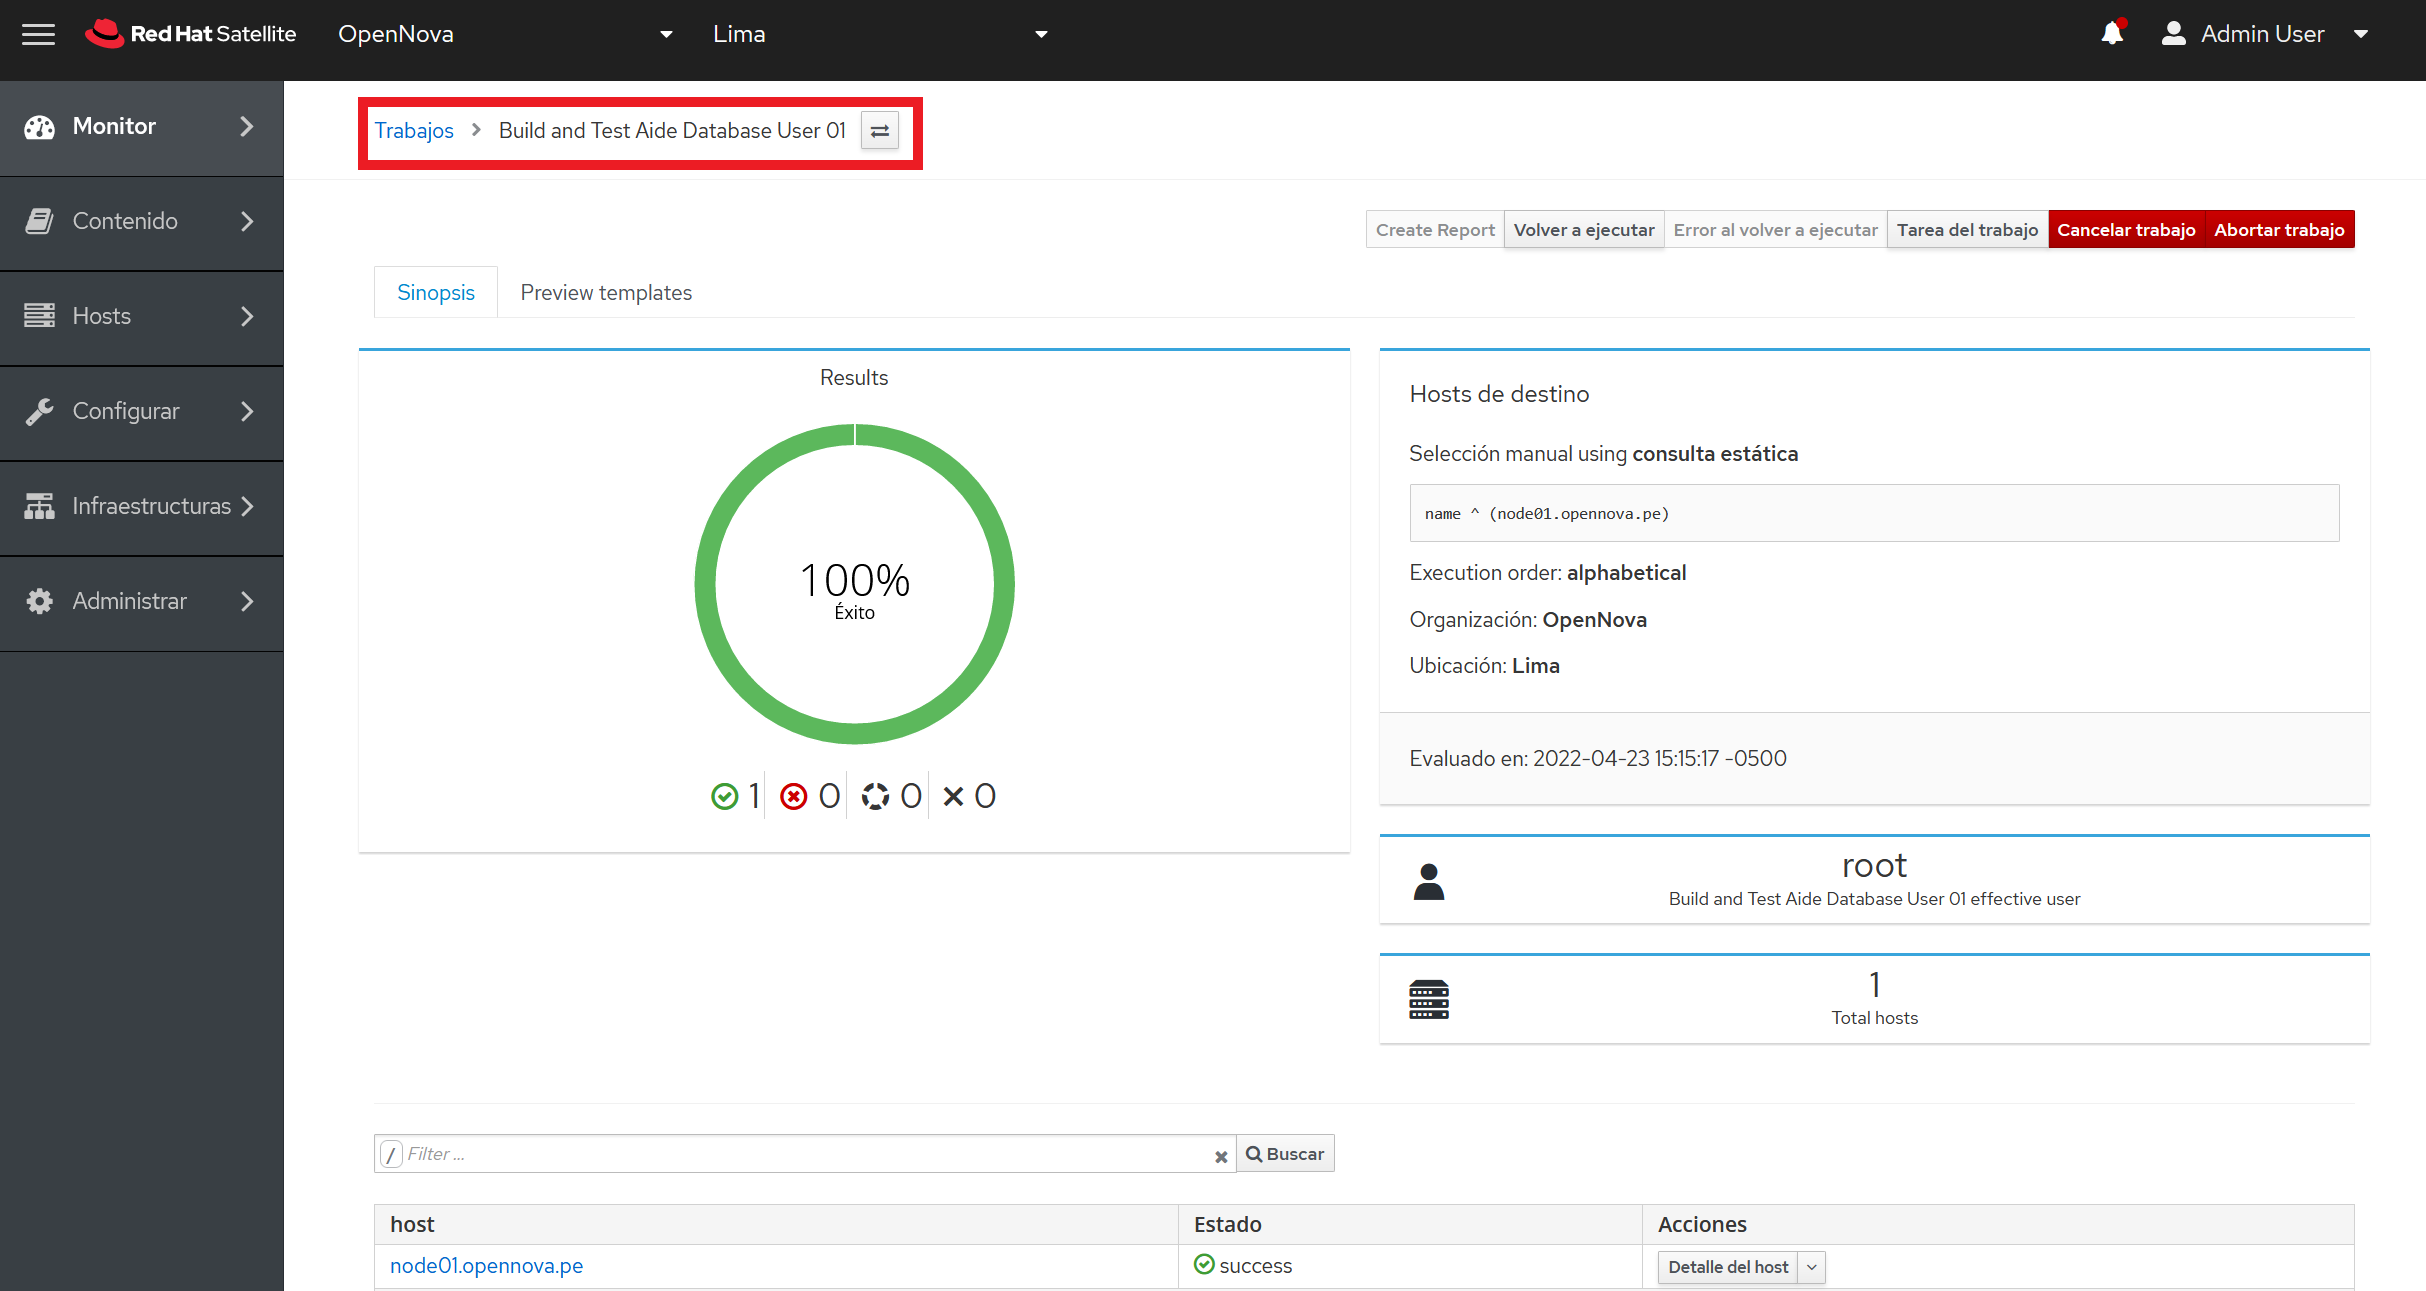 Red Hat Satellite OpenNova Lima Admin User
Monitor
Contenido
Hosts
Configurar
Infraestructuras
Administrar
Trabajos > Build and Test Aide Database User 01
Create Report Volver a ejecutar Error al volver a ejecutar Tarea del trabajo Cancelar trabajo Abortar trabajo
Sinopsis Preview templates
Results
100%
Éxito
1 0 0 0
Hosts de destino
Selección manual using consulta estática
name ^ (node01.opennova.pe)
Execution order: alphabetical
Organización: OpenNova
Ubicación: Lima
Evaluado en: 2022-04-23 15:15:17 -0500
root
Build and Test Aide Database User 01 effective user
1
Total hosts
/ Filter ... Buscar
host Estado Acciones
node01.opennova.pe success Detalle del host